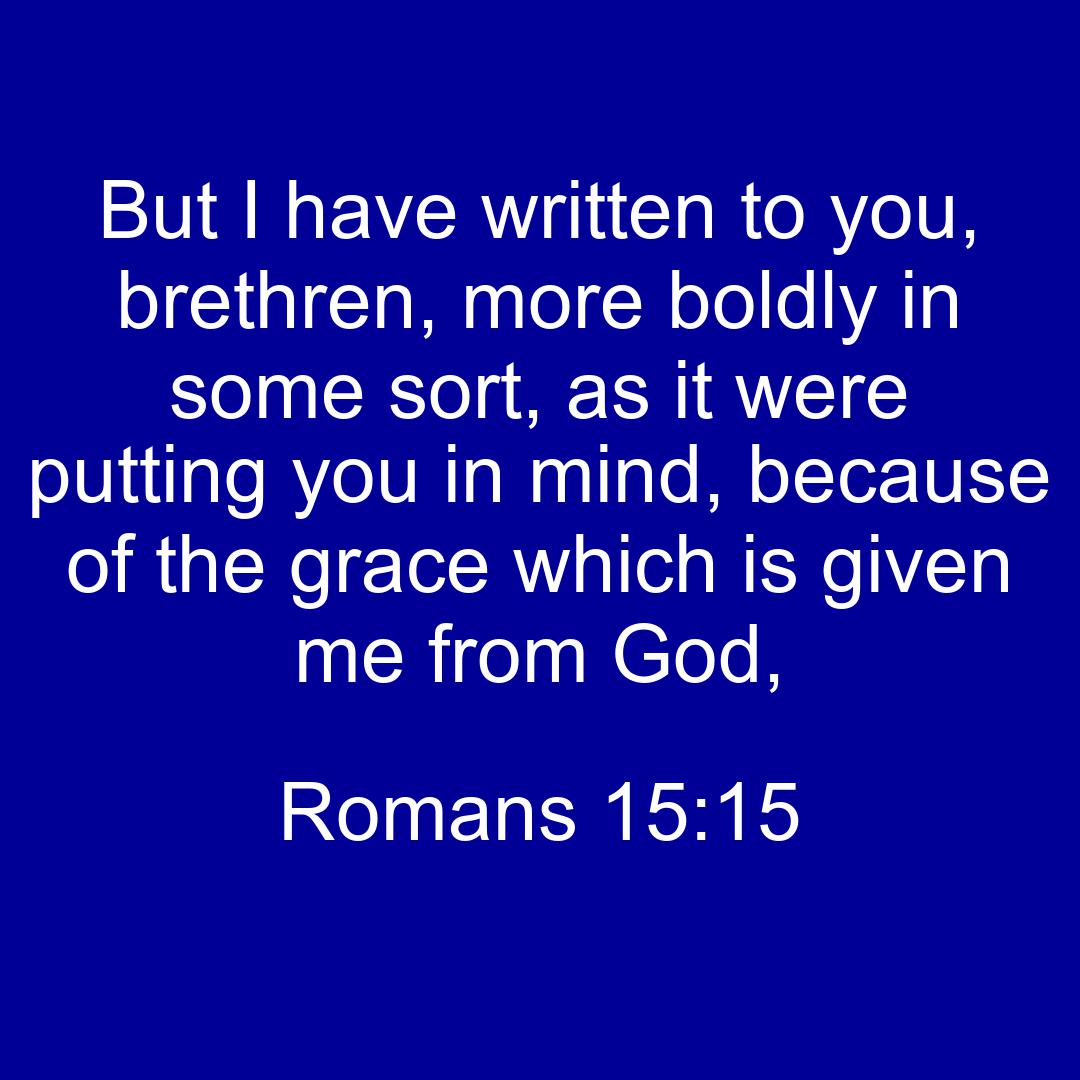 But I have written to you,
brethren, more boldly in
some sort, as it were
putting you in mind, because
of the grace which is given
me from God,
Romans 15:15